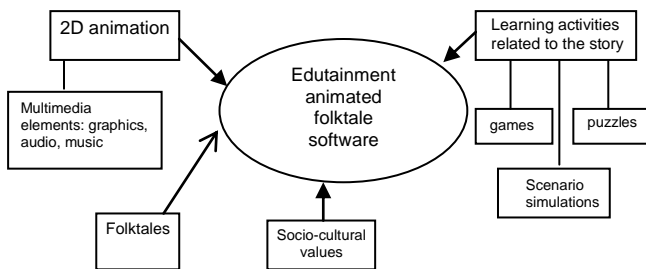 2D animation
Learning activities
related to the story
Edutainment
animated
folktale
software
Multimedia
elements: graphics,
audio, music
games
puzzles
Scenario
simulations
Folktales
Socio-cultural
values